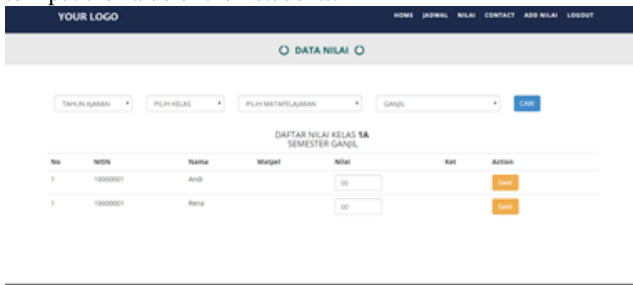 YOUR LOGO HOME JADWAL NILAI CONTACT ADD NILAI LOGOUT
DATA NILAI
TAHUN AJARAN PILIH KELAS PILIH MATAPELAJARAN GANJIL CARI
DAFTAR NILAI KELAS 1A
SEMESTER GANJIL
No NISN Nama Matpel Nilai Ket Action
1 10000001 Andi 00 Save
1 10000001 Rena 00 Save